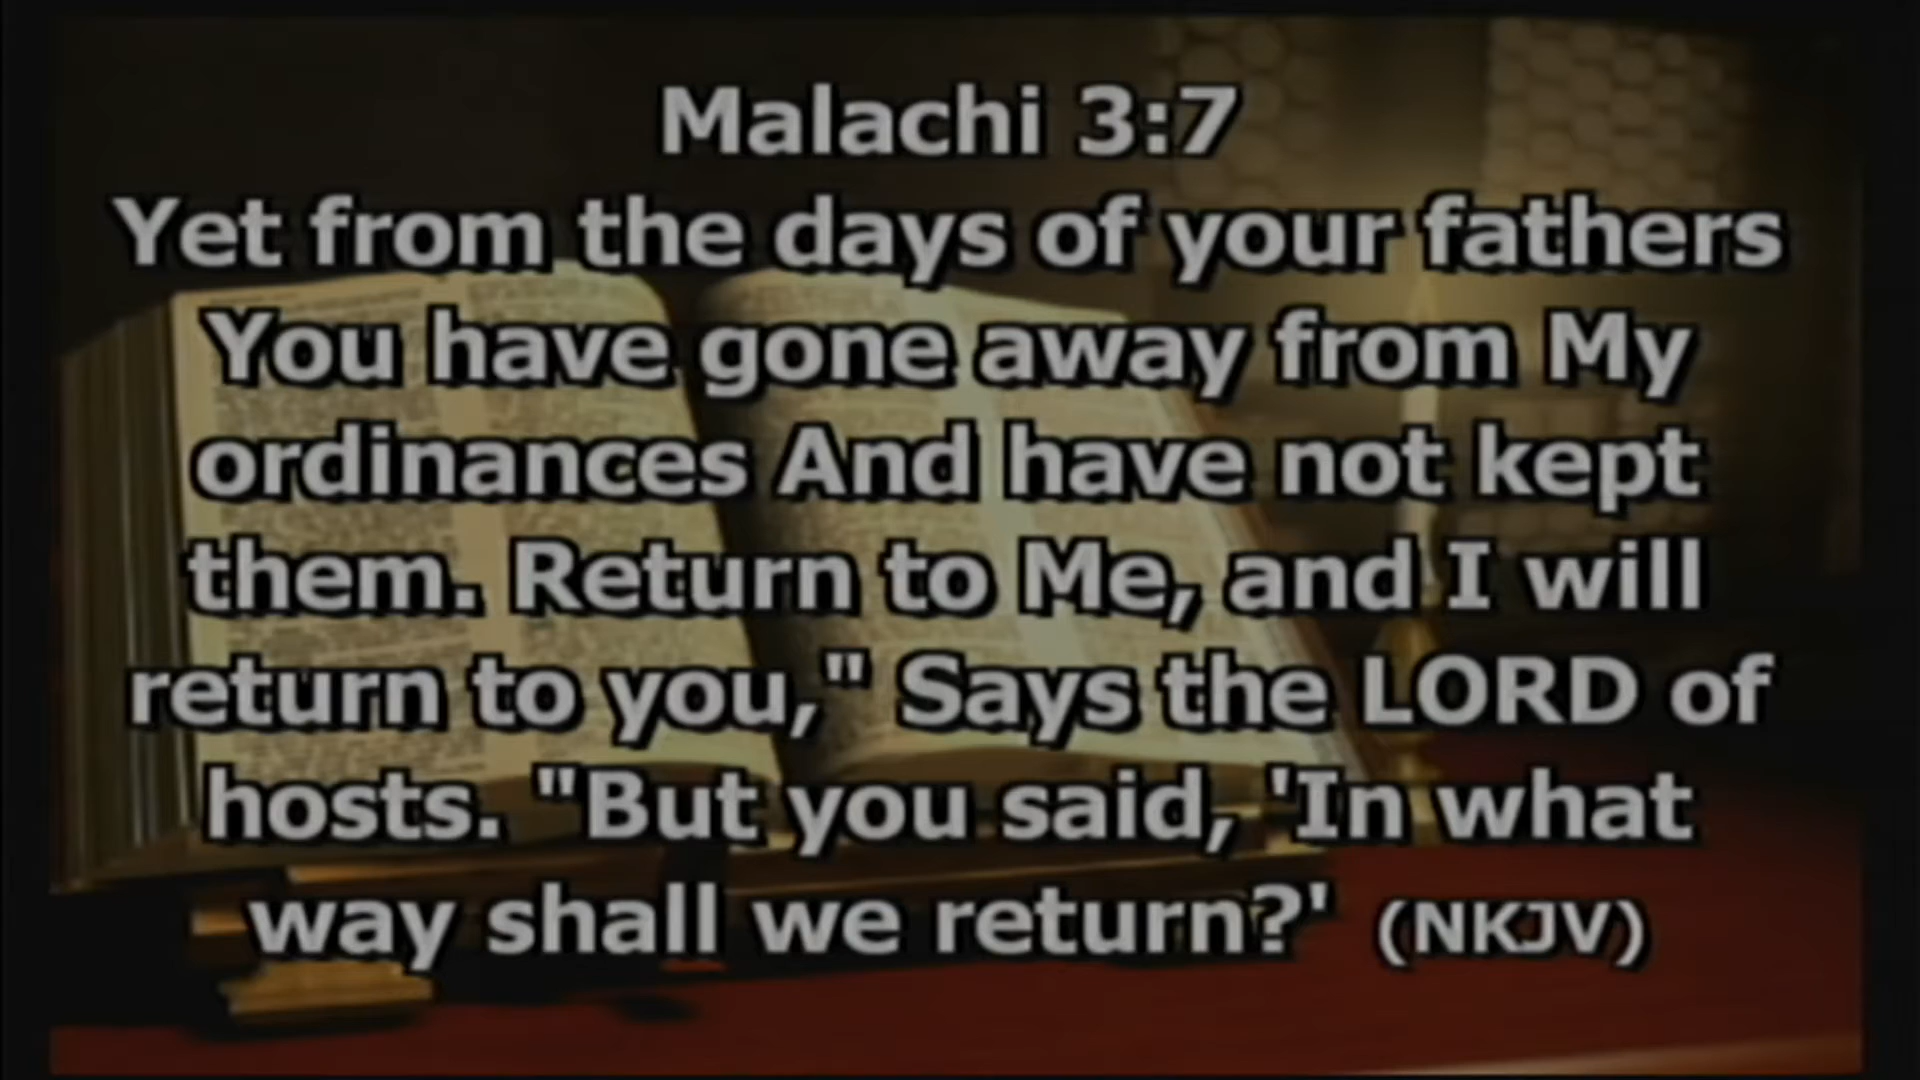 Malachi 3:7
Yet from the days of your fathers
You have gone away from My
ordinances And have not kept
them. Return to Me, and I will
return to you," Says the LORD of
hosts. "But you said, 'In what
way shall we return?' (NKJV)